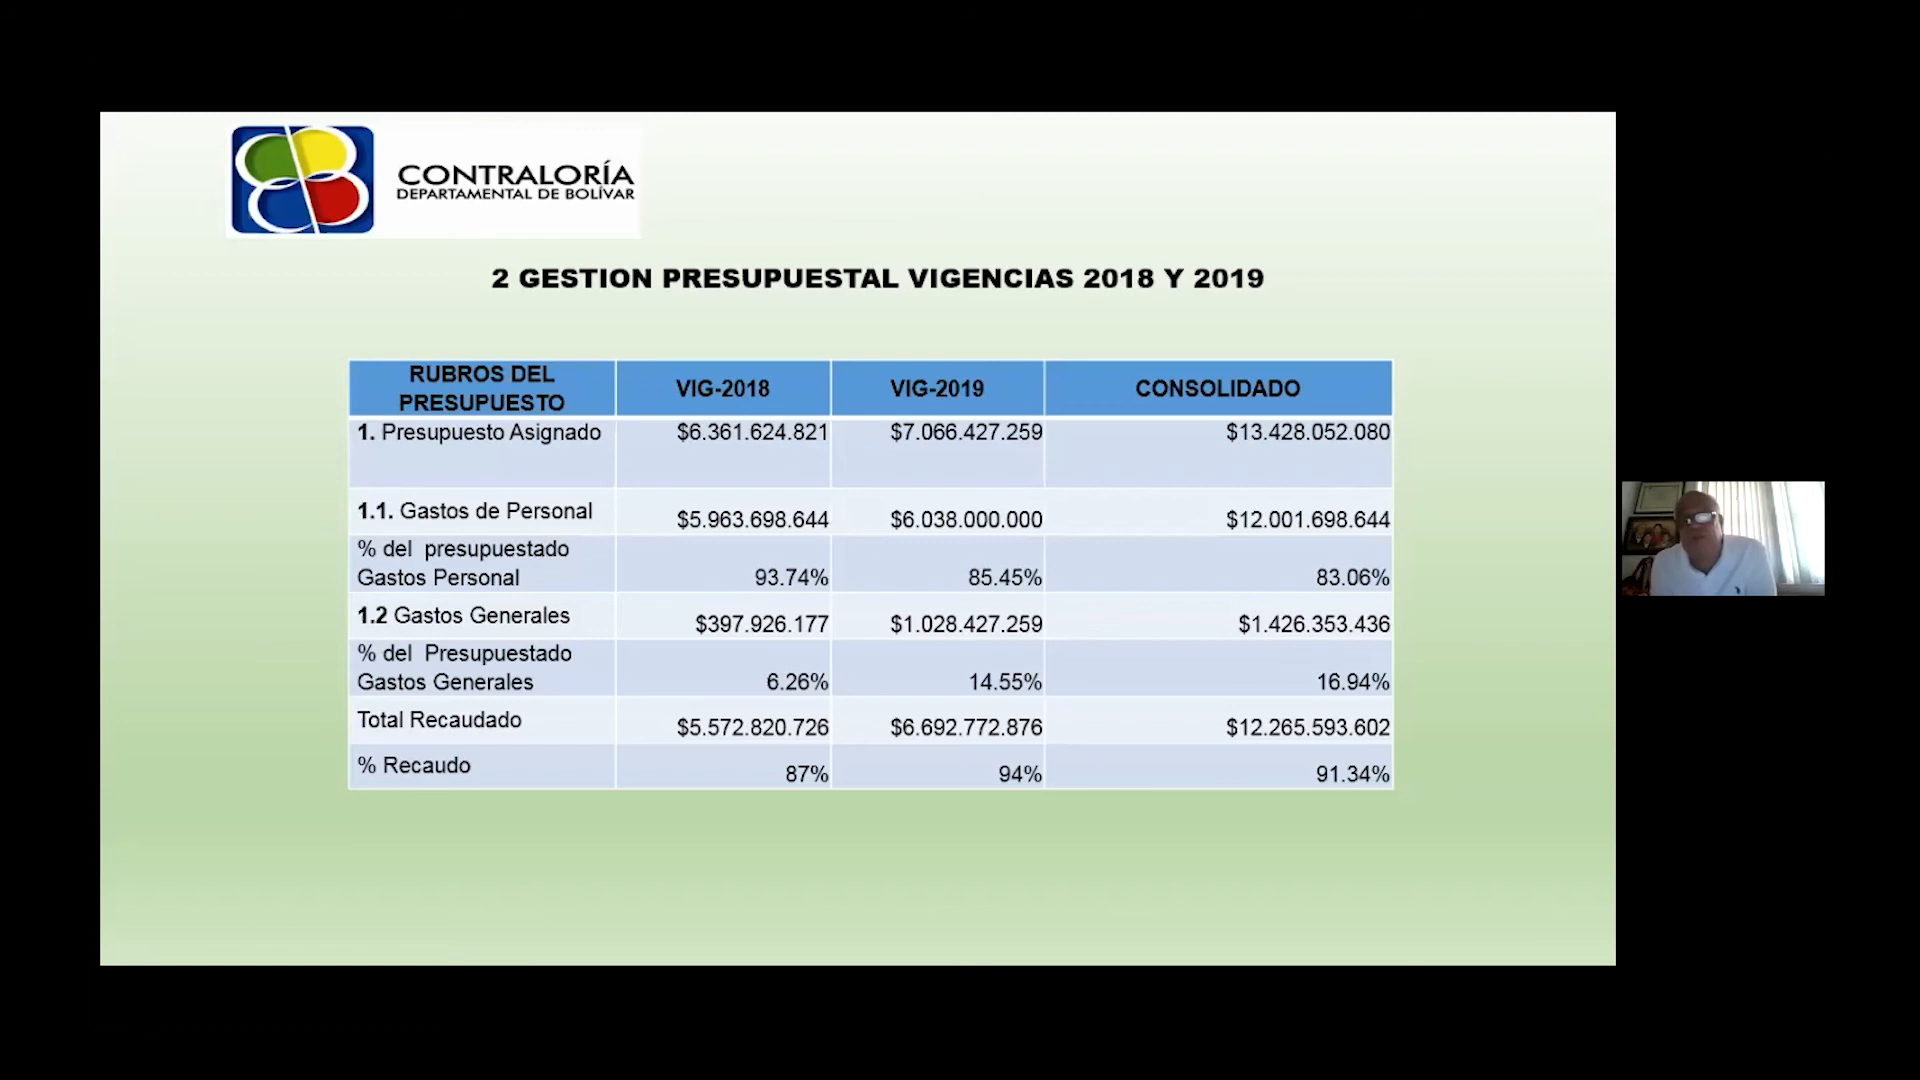 CONTRALORÍA
DEPARTAMENTAL DE BOLÍVAR
2 GESTION PRESUPUESTAL VIGENCIAS 2018 Y 2019
RUBROS DEL
PRESUPUESTO
VIG-2018
VIG-2019
CONSOLIDADO
1. Presupuesto Asignado
$6.361.624.821
$7.066.427.259
$13.428.052.080
1.1. Gastos de Personal
$5.963.698.644
$6.038.000.000
$12.001.698.644
% del presupuestado
Gastos Personal
93.74%
85.45%
83.06%
1.2 Gastos Generales
$397.926.177
$1.028.427.259
$1.426.353.436
% del Presupuestado
Gastos Generales
6.26%
14.55%
16.94%
Total Recaudado
$5.572.820.726
$6.692.772.876
$12.265.593.602
% Recaudo
87%
94%
91.34%